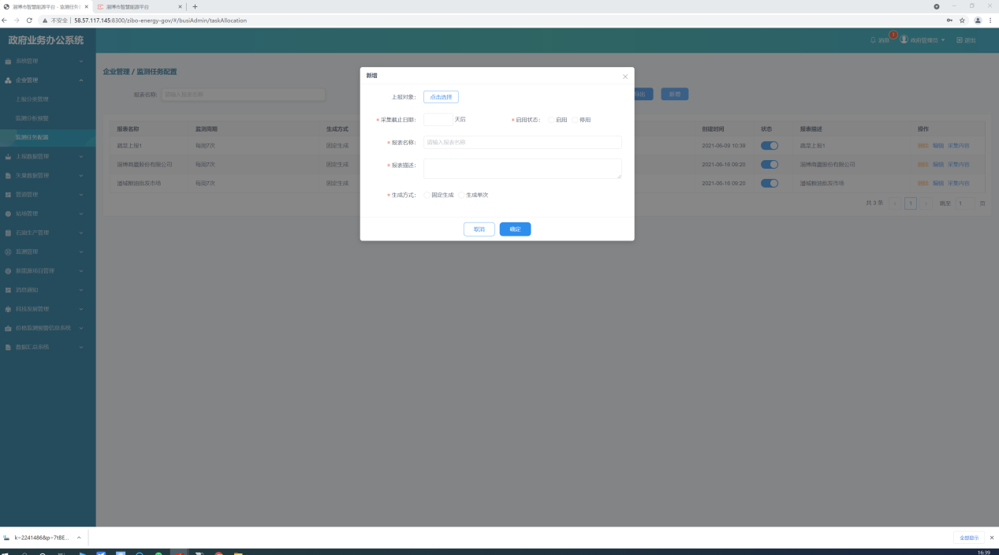 淄博市智慧能源平台 - 监测任务
淄博市智慧能源平台
不安全 | 58.57.117.145:8300/zibo-energy-gov/#/busiAdmin/taskAllocation
政府业务办公系统
消息
政府管理员
退出
系统管理
企业管理
上报分类管理
监测分析预警
监测任务配置
上报数据管理
矢量数据管理
管道管理
场站管理
石油生产管理
监测管理
新能源项目管理
消息通知
科技发展管理
价格监测预警信息系统
数据汇总系统
企业管理 / 监测任务配置
报表名称: 请输入报表名称
导出 新增
报表名称 监测周期 生成方式 创建时间 状态 报表描述 操作
蔬菜上报1 每周7次 固定生成 2021-06-09 10:39 蔬菜上报1 删除 编辑 采集内容
淄博商厦股份有限公司 每周7次 固定生成 2021-06-16 09:20 淄博商厦股份有限公司 删除 编辑 采集内容
淄城粮油批发市场 每周7次 固定生成 2021-06-16 09:20 淄城粮油批发市场 删除 编辑 采集内容
共 3 条 1 跳至 1 页
新增
上报对象: 点击选择
* 采集截止日期: 天后 * 启用状态: 启用 停用
* 报表名称: 请输入报表名称
* 报表描述:
* 生成方式: 固定生成 生成单次
取消 确定
k=2241486&p=7t8E... 全部显示
16:39